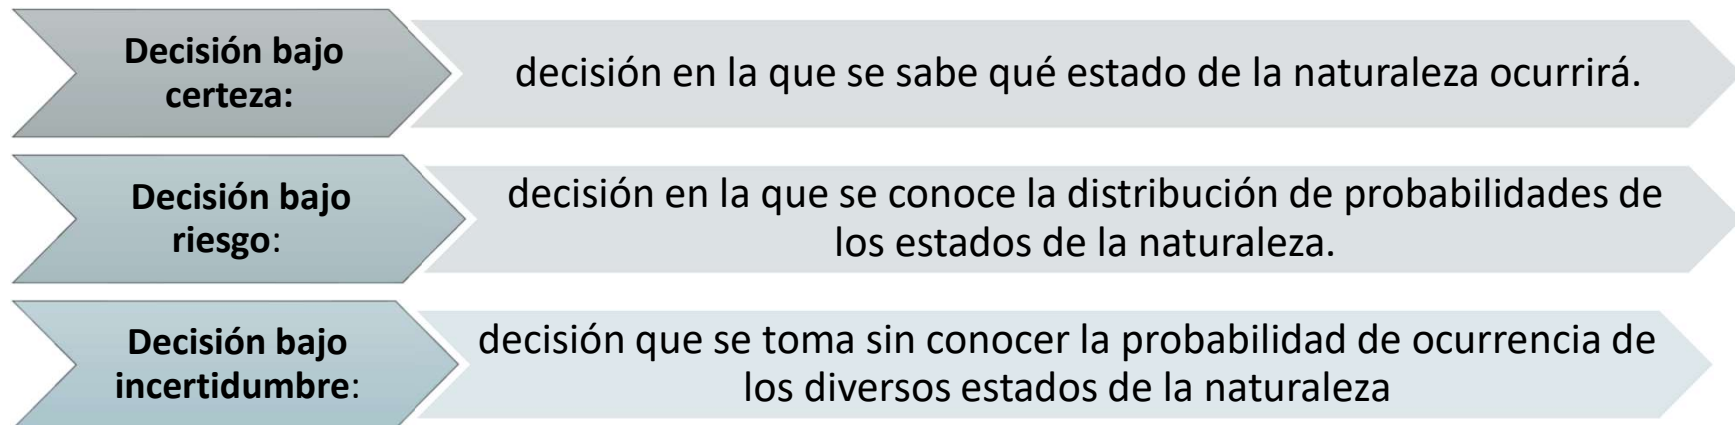 Decisión bajo
certeza:
decisión en la que se sabe qué estado de la naturaleza ocurrirá.
Decisión bajo
riesgo:
decisión en la que se conoce la distribución de probabilidades de
los estados de la naturaleza.
Decisión bajo
incertidumbre:
decisión que se toma sin conocer la probabilidad de ocurrencia de
los diversos estados de la naturaleza